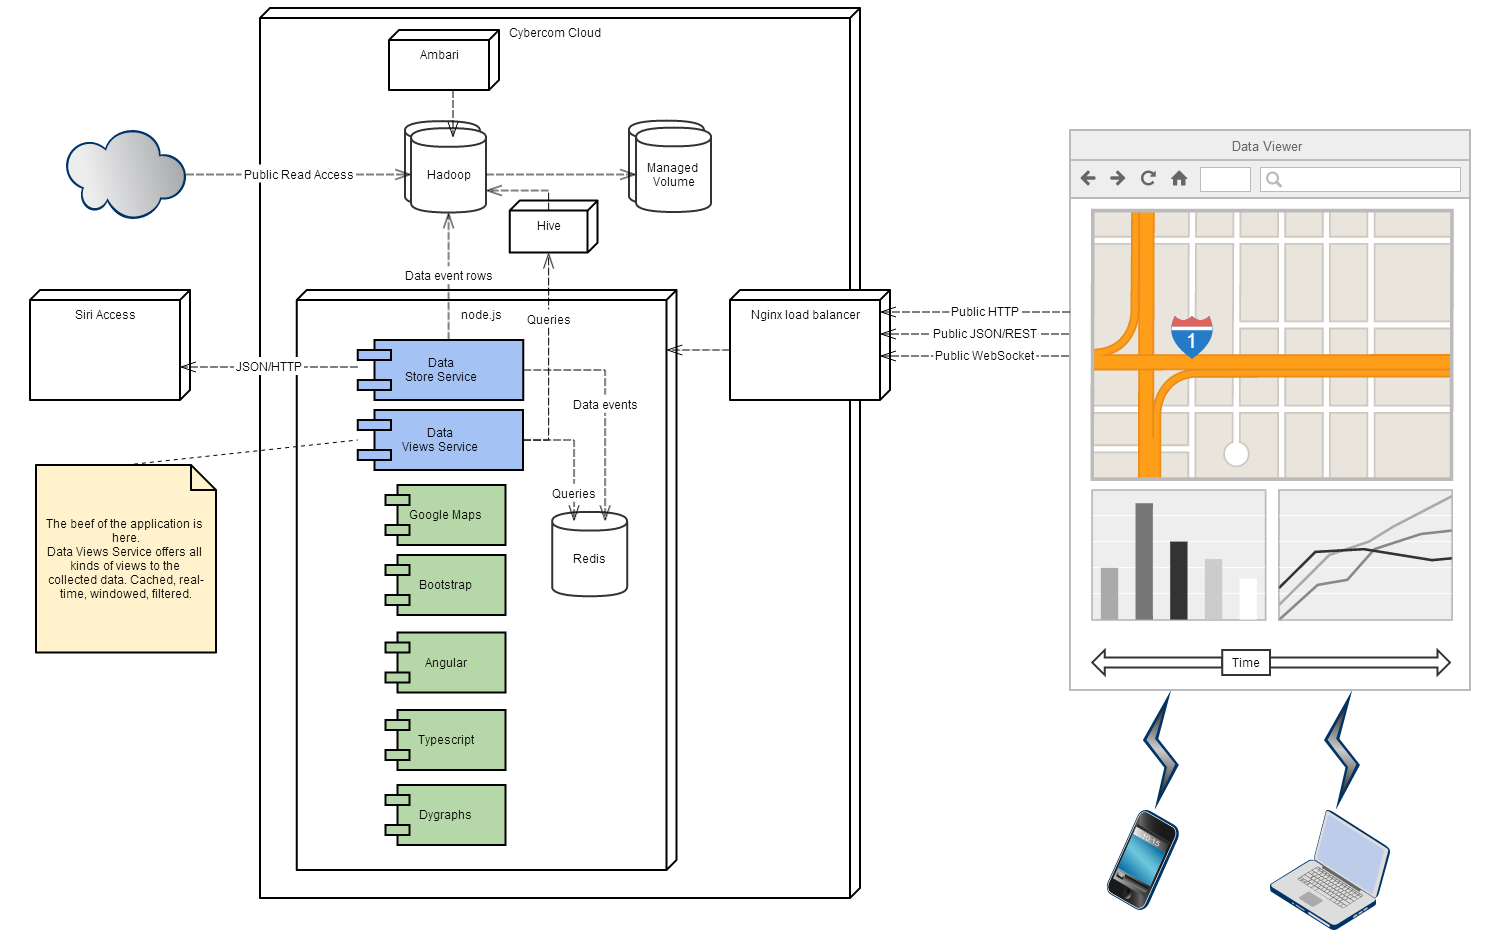 Cybercom Cloud
Ambari
Data Viewer
Public Read Access
Hadoop
Managed
Volume
Hive
Data event rows
Siri Access
node.js
Queries
Nginx load balancer
Public HTTP
Public JSON/REST
Public WebSocket
1
JSON/HTTP
Data
Store Service
Data events
Data
Views Service
Queries
Google Maps
The beef of the application is
here.
Data Views Service offers all
kinds of views to the
collected data. Cached, real-
time, windowed, filtered.
Redis
Bootstrap
Angular
Time
Typescript
Dygraphs
10:15